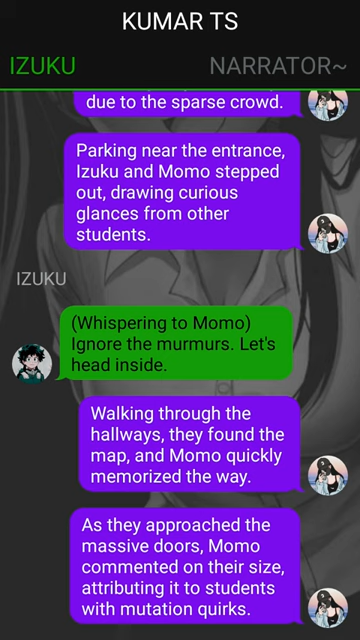 KUMAR TS
IZUKU
NARRATOR~
due to the sparse crowd.
Parking near the entrance,
Izuku and Momo stepped
out, drawing curious
glances from other
students.
IZUKU
(Whispering to Momo)
Ignore the murmurs. Let's
head inside.
Walking through the
hallways, they found the
map, and Momo quickly
memorized the way.
As they approached the
massive doors, Momo
commented on their size,
attributing it to students
with mutation quirks.